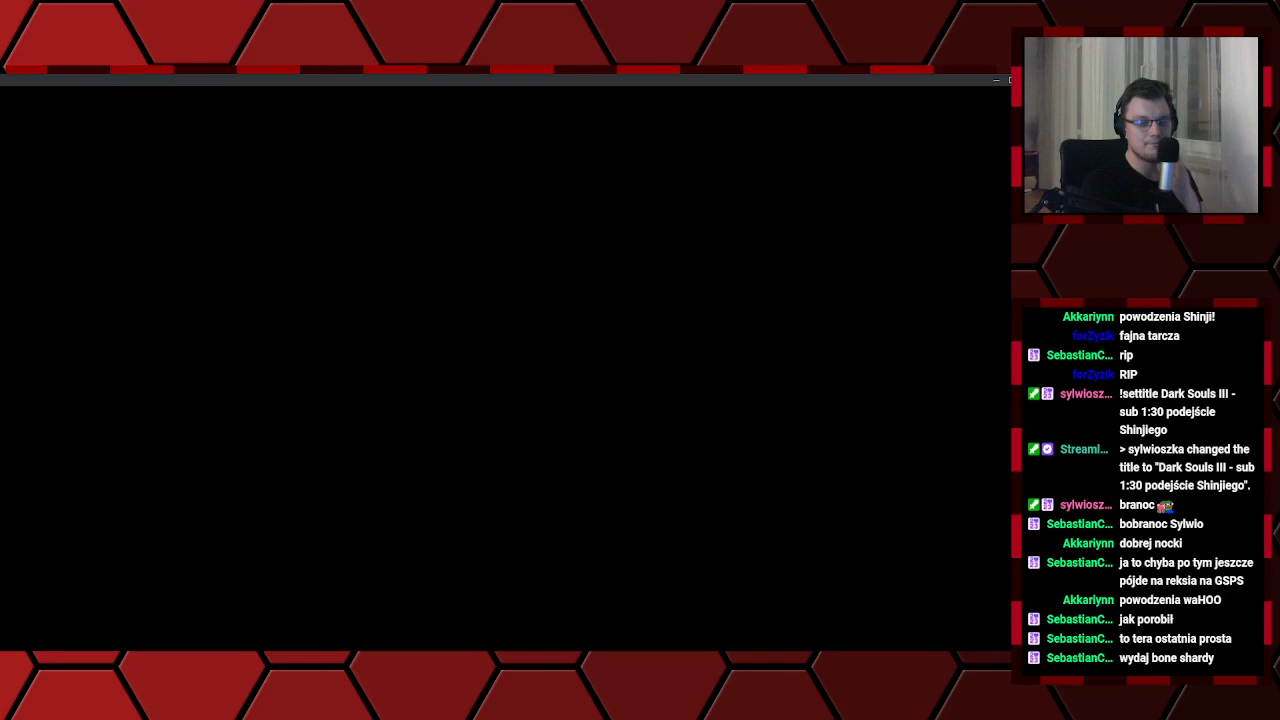 Akkariynn powodzenia Shinji!
forZyzik fajna tarcza
SebastianC... rip
forZyzik RIP
sylwiosz... !settitle Dark Souls III -
sub 1:30 podejście
Shinjiego
Streaml... > sylwioszka changed the
title to "Dark Souls III - sub
1:30 podejście Shinjiego".
sylwiosz... branoc
SebastianC... bobranoc Sylwio
Akkariynn dobrej nocki
SebastianC... ja to chyba po tym jeszcze
pójde na reksia na GSPS
Akkariynn powodzenia waHOO
SebastianC... jak porobił
SebastianC... to tera ostatnia prosta
SebastianC... wydaj bone shardy